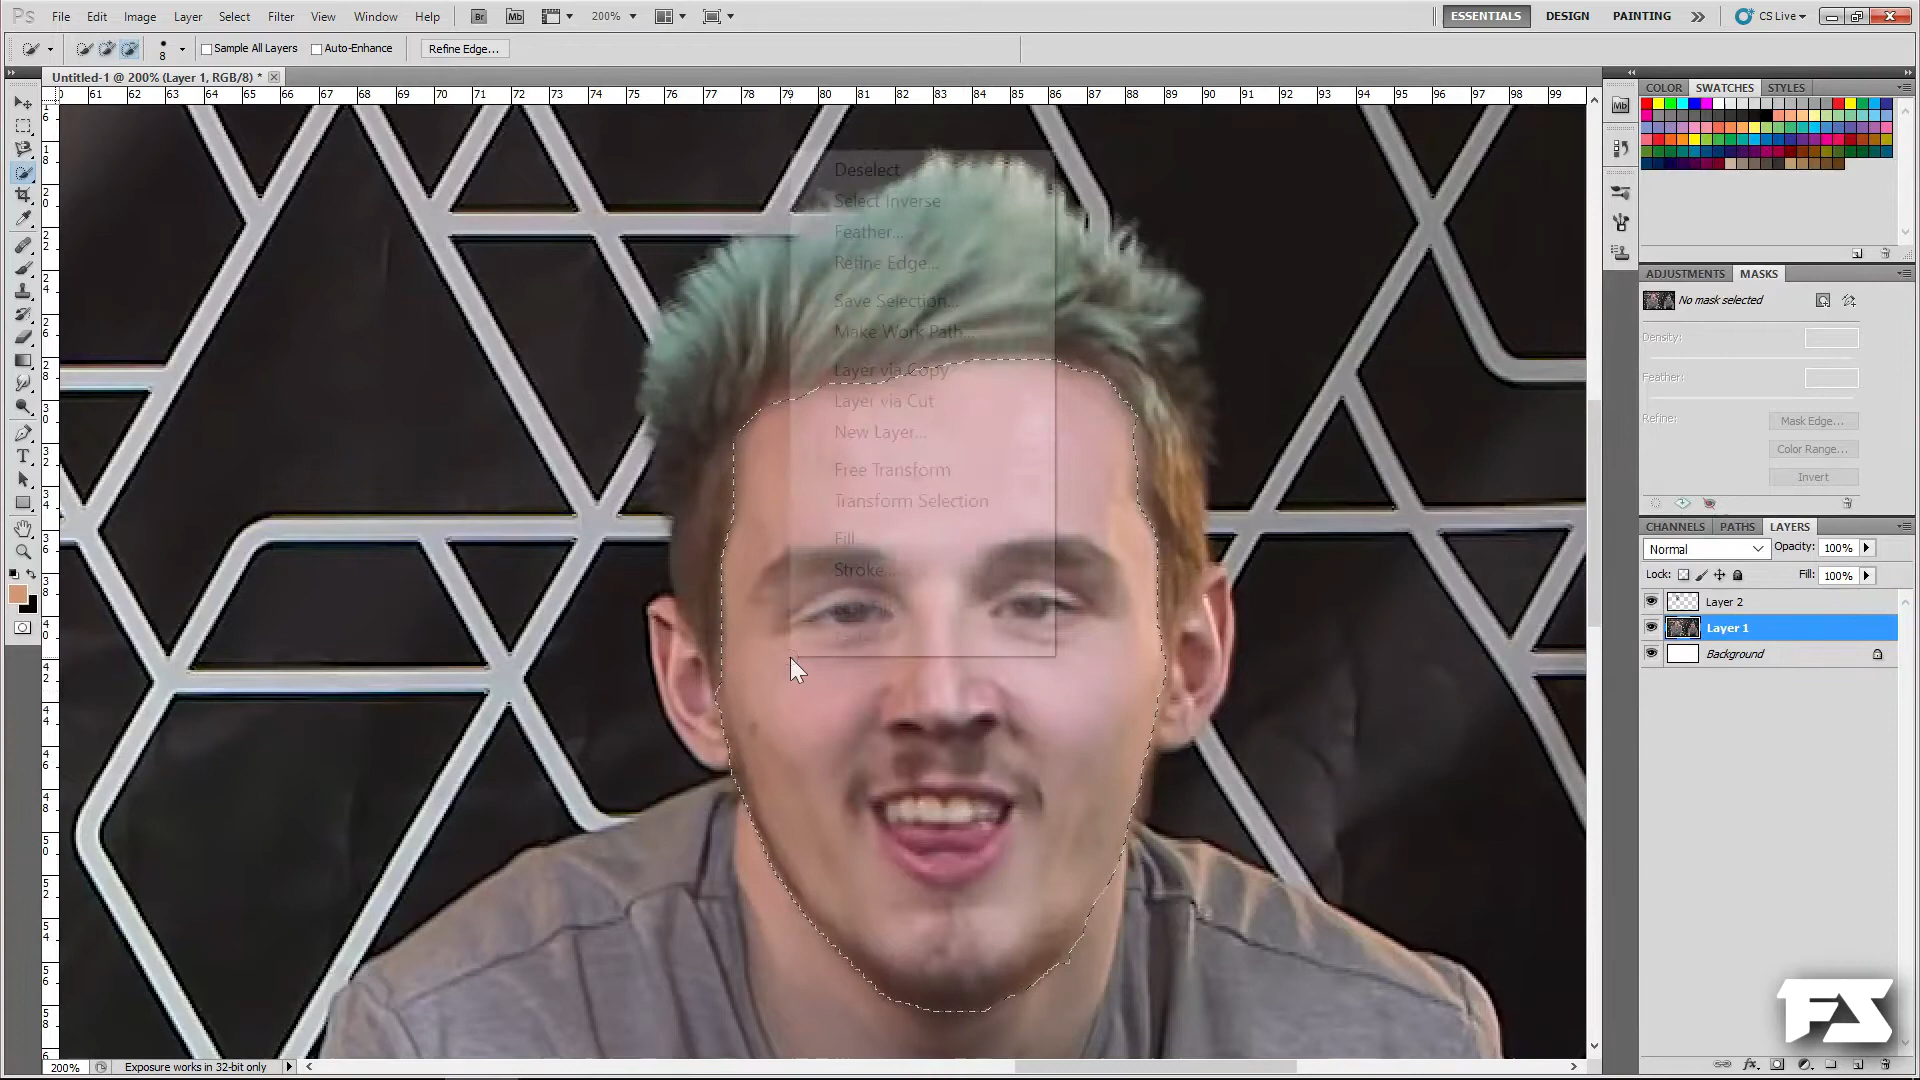 Ps File Edit Image Layer Select Filter View Window Help Br Mb 200% ESSENTIALS DESIGN PAINTING CS Live
8 Sample All Layers Auto-Enhance Refine Edge...
Untitled-1 @ 200% (Layer 1, RGB/8) *
61 62 63 64 65 66 67 68 69 70 71 72 73 74 75 76 77 78 79 80 81 82 83 84 85 86 87 88 89 90 91 92 93 94 95 96 97 98 99
COLOR SWATCHES STYLES
Mb
Deselect
Select Inverse
Feather...
Refine Edge...
Save Selection...
Make Work Path...
Layer via Copy
Layer via Cut
New Layer...
Free Transform
Transform Selection
Fill...
Stroke...
ADJUSTMENTS MASKS
No mask selected
Density:
Feather:
Refine: Mask Edge...
Color Range...
Invert
CHANNELS PATHS LAYERS
Normal Opacity: 100%
Lock: Fill: 100%
Layer 2
Layer 1
Background
FS
200% Exposure works in 32-bit only